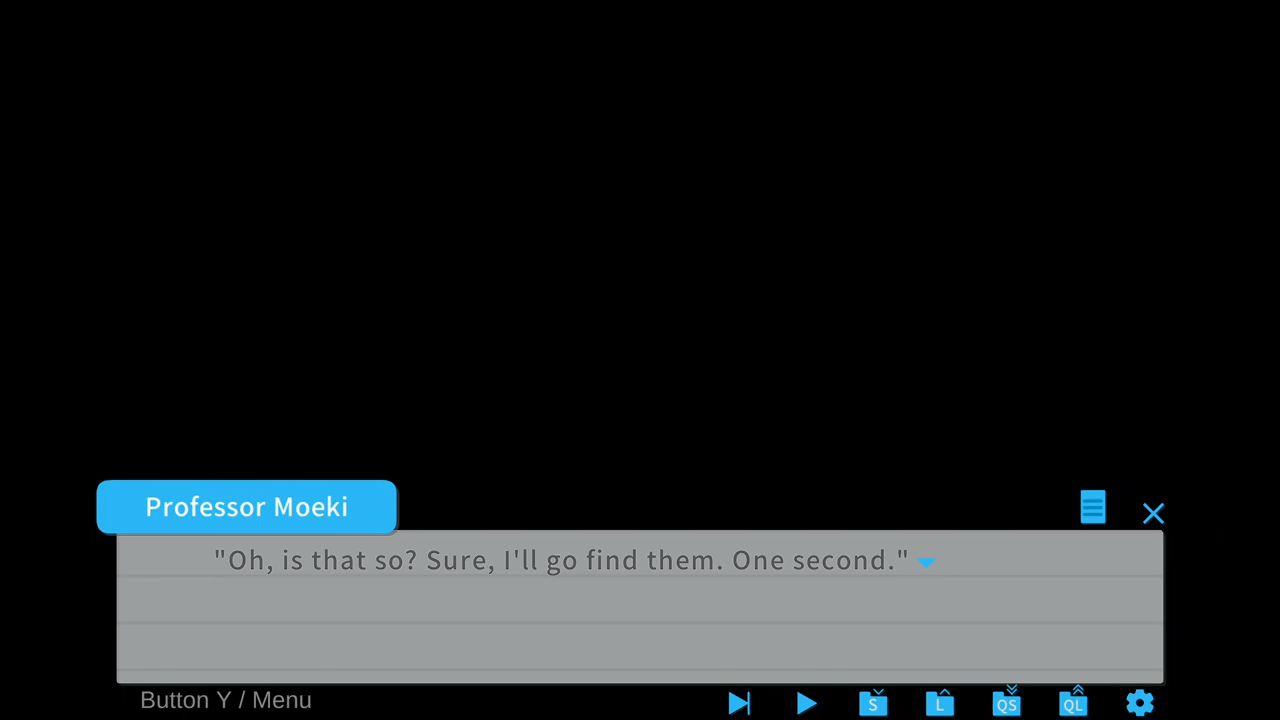 Professor Moeki
"Oh, is that so? Sure, I'll go find them. One second."
Button Y / Menu
S
L
QS
QL